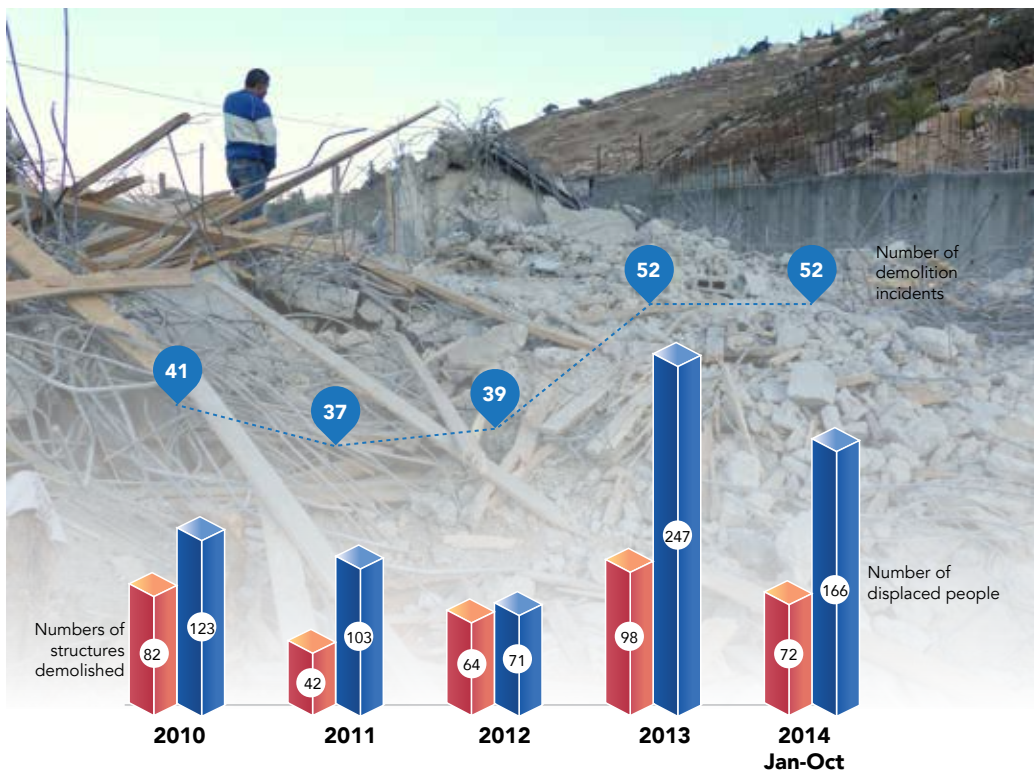 52
52
Number of
demolition
incidents
41
37
39
247
Number of
displaced people
166
Numbers of
structures
demolished
82
123
42
103
64
71
98
72
2010
2011
2012
2013
2014
Jan-Oct